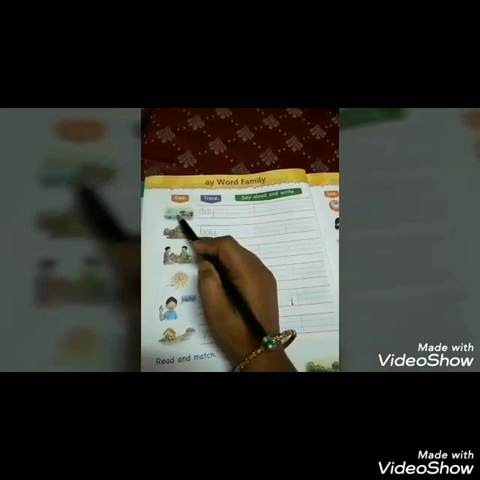 ay Word Family
See. Trace. Say aloud and write.
day
Hello
Read and match.
Made with
VideoShow
Made with
VideoShow